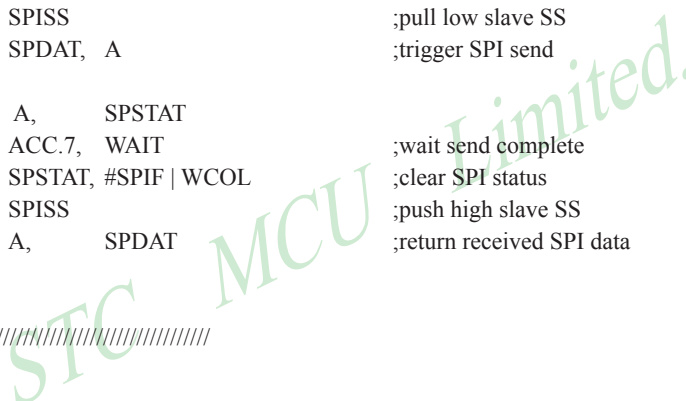 SPISS ;pull low slave SS
SPDAT, A ;trigger SPI send
A, SPSTAT
ACC.7, WAIT ;wait send complete
SPSTAT, #SPIF | WCOL ;clear SPI status
SPISS ;push high slave SS
A, SPDAT ;return received SPI data
//////////////////////////////
STC MCU Limited.